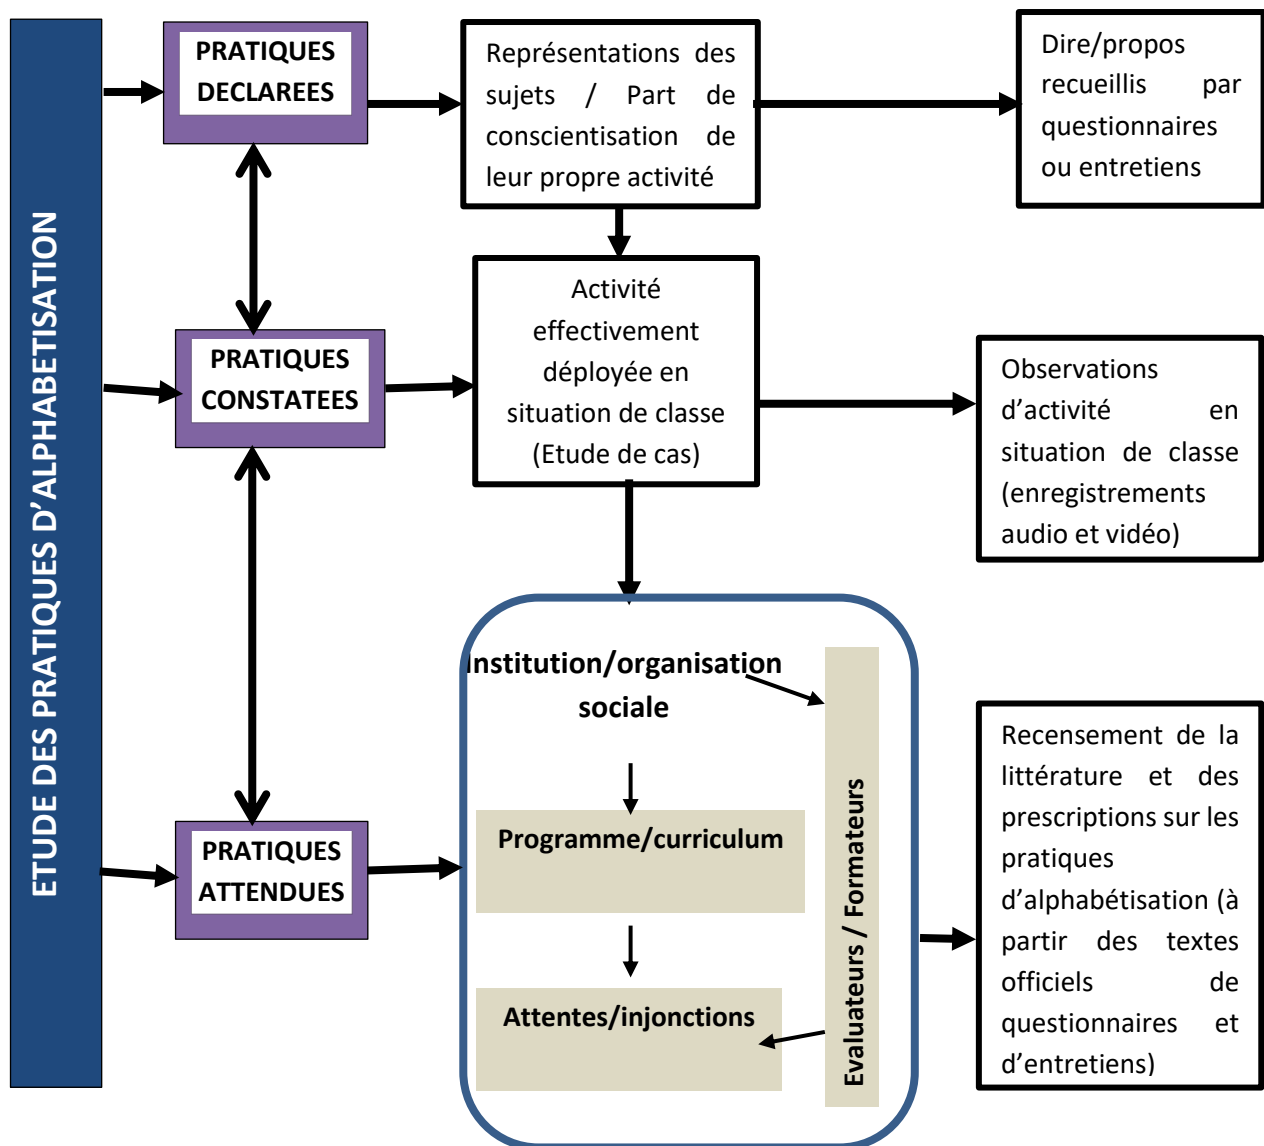 ETUDE DES PRATIQUES D’ALPHABETISATION
PRATIQUES
DECLAREES
Représentations des
sujets / Part de
conscientisation de
leur propre activité
Dire/propos
recueillis par
questionnaires
ou entretiens
PRATIQUES
CONSTATEES
Activité
effectivement
déployée en
situation de classe
(Etude de cas)
Observations
d’activité en
situation de classe
(enregistrements
audio et vidéo)
PRATIQUES
ATTENDUES
Institution/organisation
sociale
Programme/curriculum
Attentes/injonctions
Evaluateurs / Formateurs
Recensement de la
littérature et des
prescriptions sur les
pratiques
d’alphabétisation (à
partir des textes
officiels de
questionnaires et
d’entretiens)